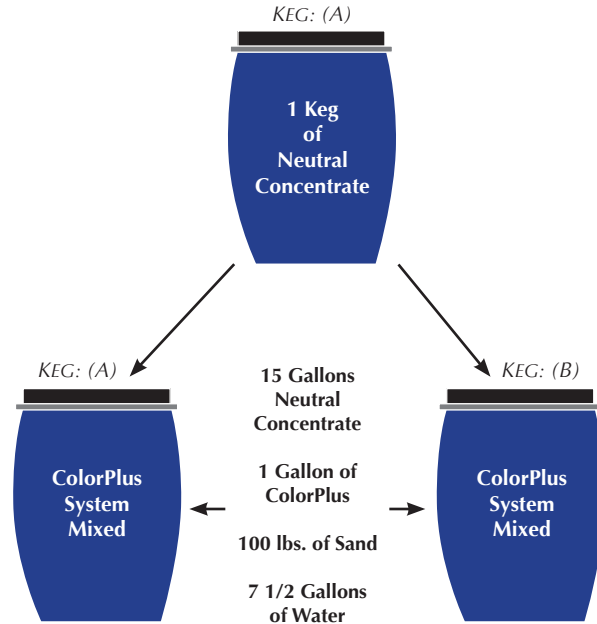 KEG: (A)
1 Keg
of
Neutral
Concentrate
KEG: (A)
KEG: (B)
15 Gallons
Neutral
Concentrate
1 Gallon of
ColorPlus
100 lbs. of Sand
7 1/2 Gallons
of Water
ColorPlus
System
Mixed
ColorPlus
System
Mixed